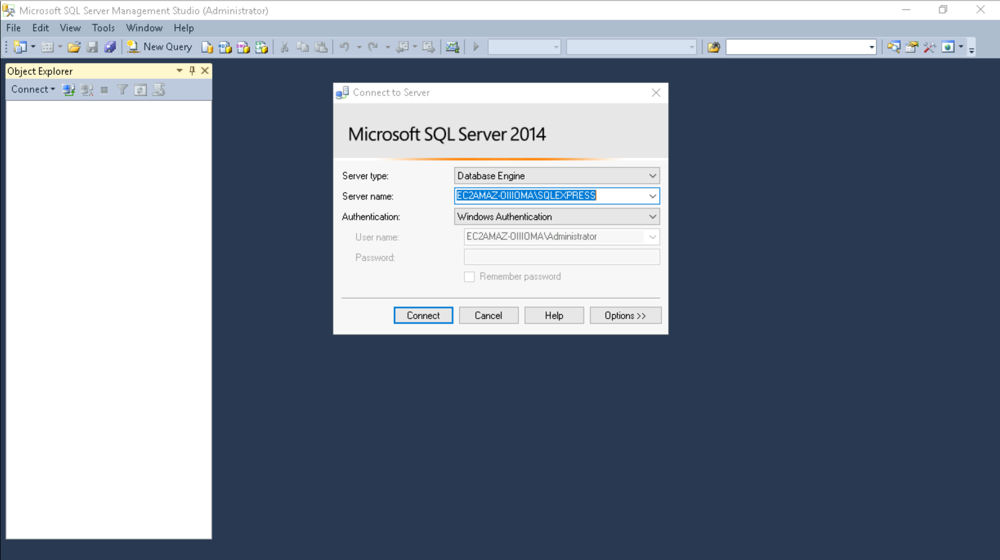 Microsoft SQL Server Management Studio (Administrator)
File Edit View Tools Window Help
New Query
Object Explorer
Connect
Connect to Server
Microsoft SQL Server 2014
Server type: Database Engine
Server name: EC2AMAZ-0IIIOMA\SQLEXPRESS
Authentication: Windows Authentication
User name: EC2AMAZ-0IIIOMA\Administrator
Password:
Remember password
Connect Cancel Help Options >>